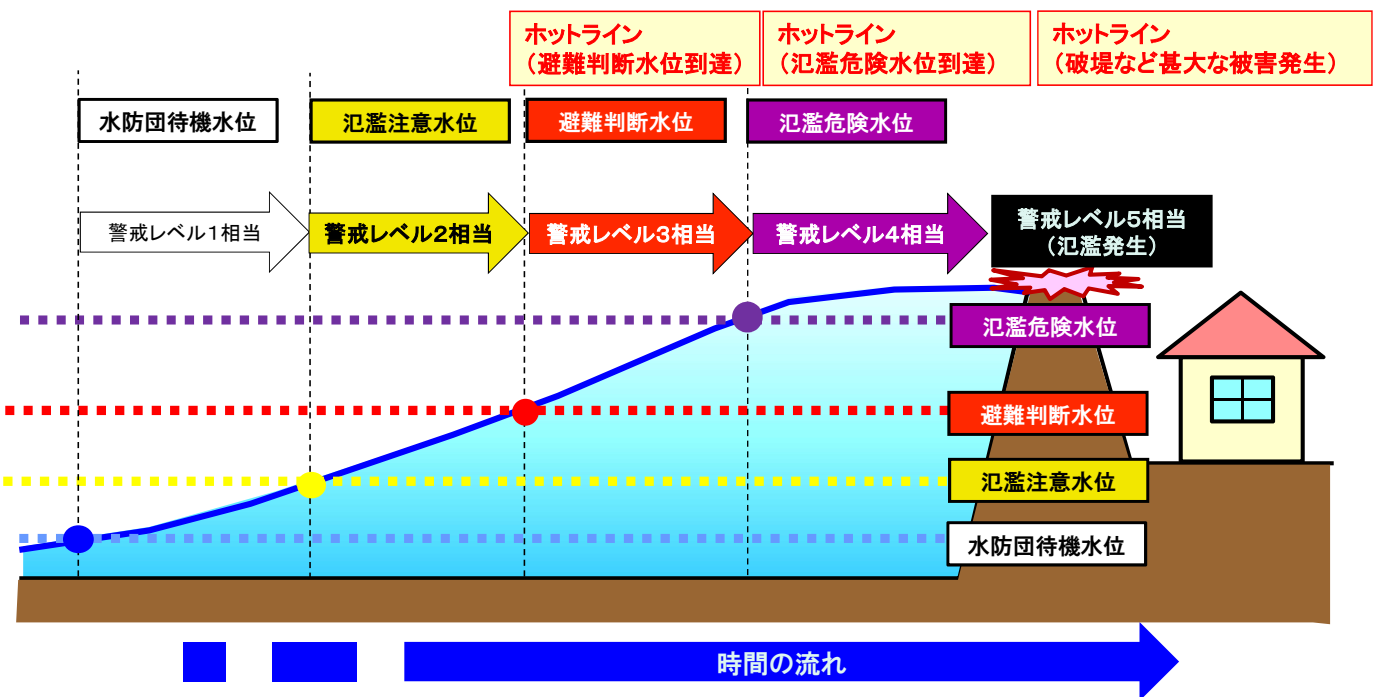 ホットライン
（避難判断水位到達）
ホットライン
（氾濫危険水位到達）
ホットライン
（破堤など甚大な被害発生）
水防団待機水位
氾濫注意水位
避難判断水位
氾濫危険水位
警戒レベル１相当
警戒レベル２相当
警戒レベル３相当
警戒レベル４相当
警戒レベル５相当
（氾濫発生）
氾濫危険水位
避難判断水位
氾濫注意水位
水防団待機水位
時間の流れ